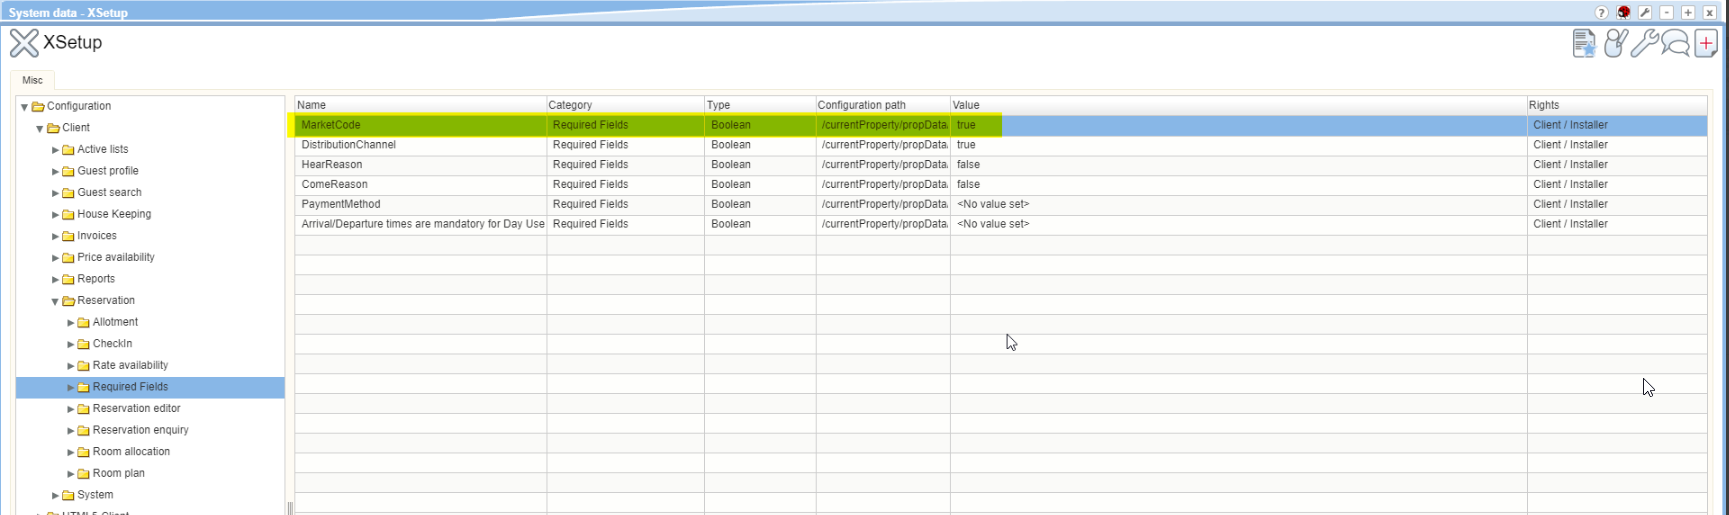 System data - XSetup
XSetup
Misc
Configuration
Client
Active lists
Guest profile
Guest search
House Keeping
Invoices
Price availability
Reports
Reservation
Allotment
CheckIn
Rate availability
Required Fields
Reservation editor
Reservation enquiry
Room allocation
Room plan
System
HTML5 Client
Name Category Type Configuration path Value Rights
MarketCode Required Fields Boolean /currentProperty/propData. true Client / Installer
DistributionChannel Required Fields Boolean /currentProperty/propData. true Client / Installer
HearReason Required Fields Boolean /currentProperty/propData. false Client / Installer
ComeReason Required Fields Boolean /currentProperty/propData. false Client / Installer
PaymentMethod Required Fields Boolean /currentProperty/propData. <No value set> Client / Installer
Arrival/Departure times are mandatory for Day Use Required Fields Boolean /currentProperty/propData. <No value set> Client / Installer